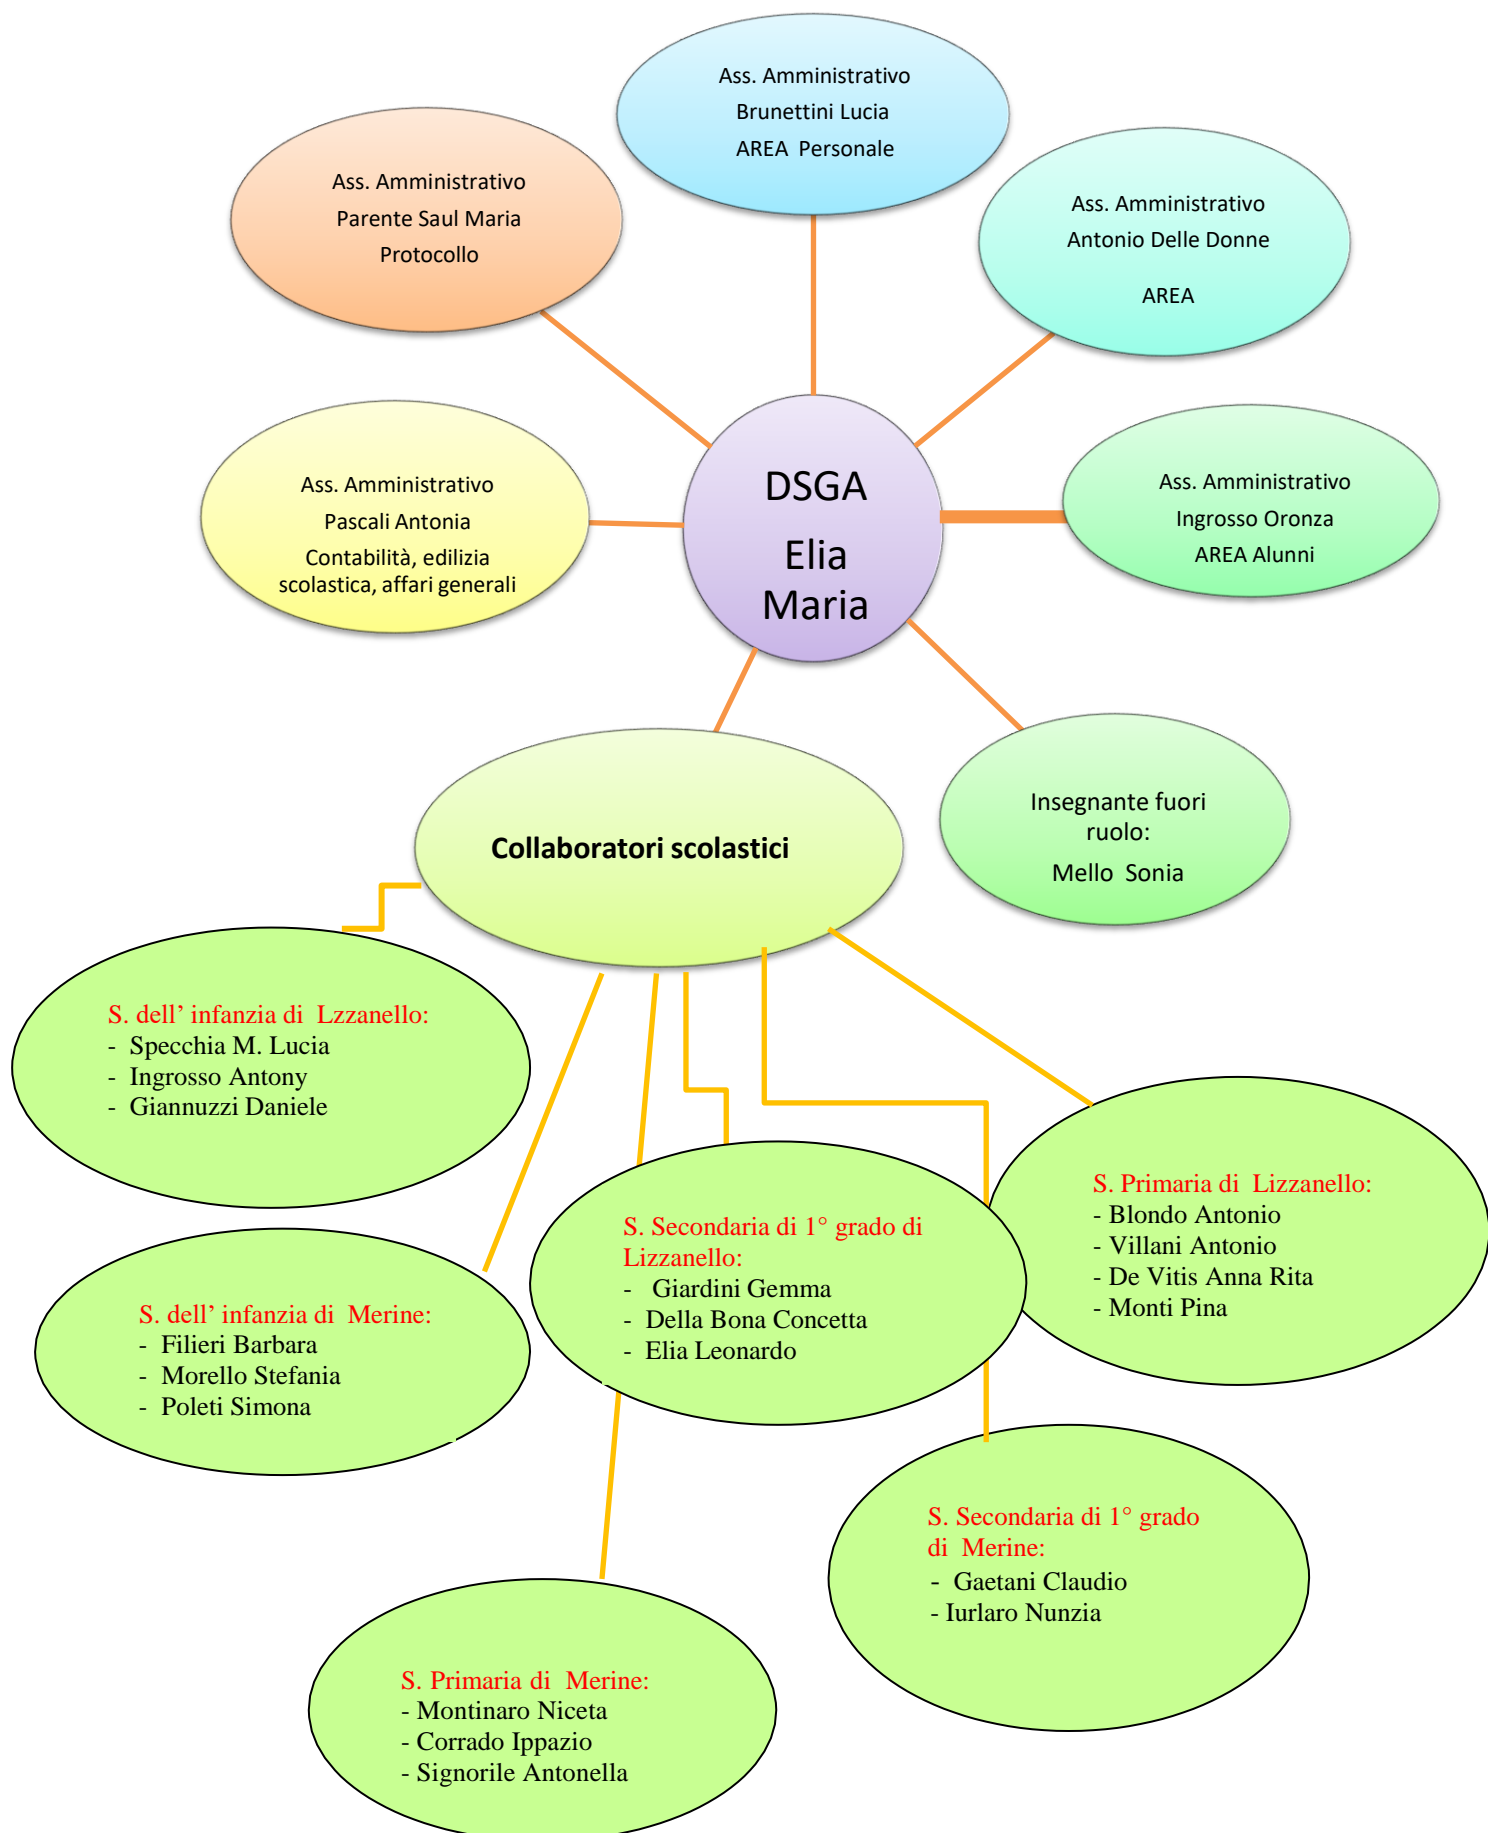 Ass. Amministrativo
Brunettini Lucia
AREA Personale
Ass. Amministrativo
Parente Saul Maria
Protocollo
Ass. Amministrativo
Antonio Delle Donne
AREA
Ass. Amministrativo
Pascali Antonia
Contabilità, edilizia
scolastica, affari generali
DSGA
Elia
Maria
Ass. Amministrativo
Ingrosso Oronza
AREA Alunni
Collaboratori scolastici
Insegnante fuori
ruolo:
Mello Sonia
S. dell’ infanzia di Lzzanello:
- Specchia M. Lucia
- Ingrosso Antony
- Giannuzzi Daniele
S. Primaria di Lizzanello:
- Blondo Antonio
- Villani Antonio
- De Vitis Anna Rita
- Monti Pina
S. Secondaria di 1° grado di
Lizzanello:
- Giardini Gemma
- Della Bona Concetta
- Elia Leonardo
S. dell’ infanzia di Merine:
- Filieri Barbara
- Morello Stefania
- Poleti Simona
S. Secondaria di 1° grado
di Merine:
- Gaetani Claudio
- Iurlaro Nunzia
S. Primaria di Merine:
- Montinaro Niceta
- Corrado Ippazio
- Signorile Antonella